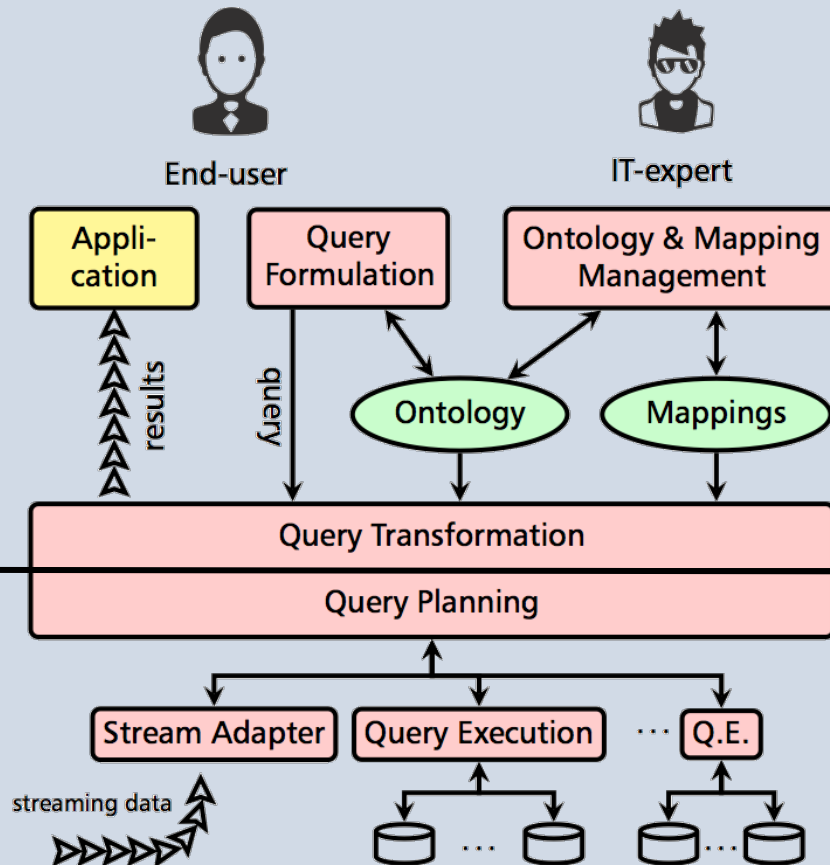 End-user
IT-expert
Appli-
cation
Query
Formulation
Ontology & Mapping
Management
results
query
Ontology
Mappings
Query Transformation
Query Planning
Stream Adapter
Query Execution
...
Q.E.
streaming data
...
...